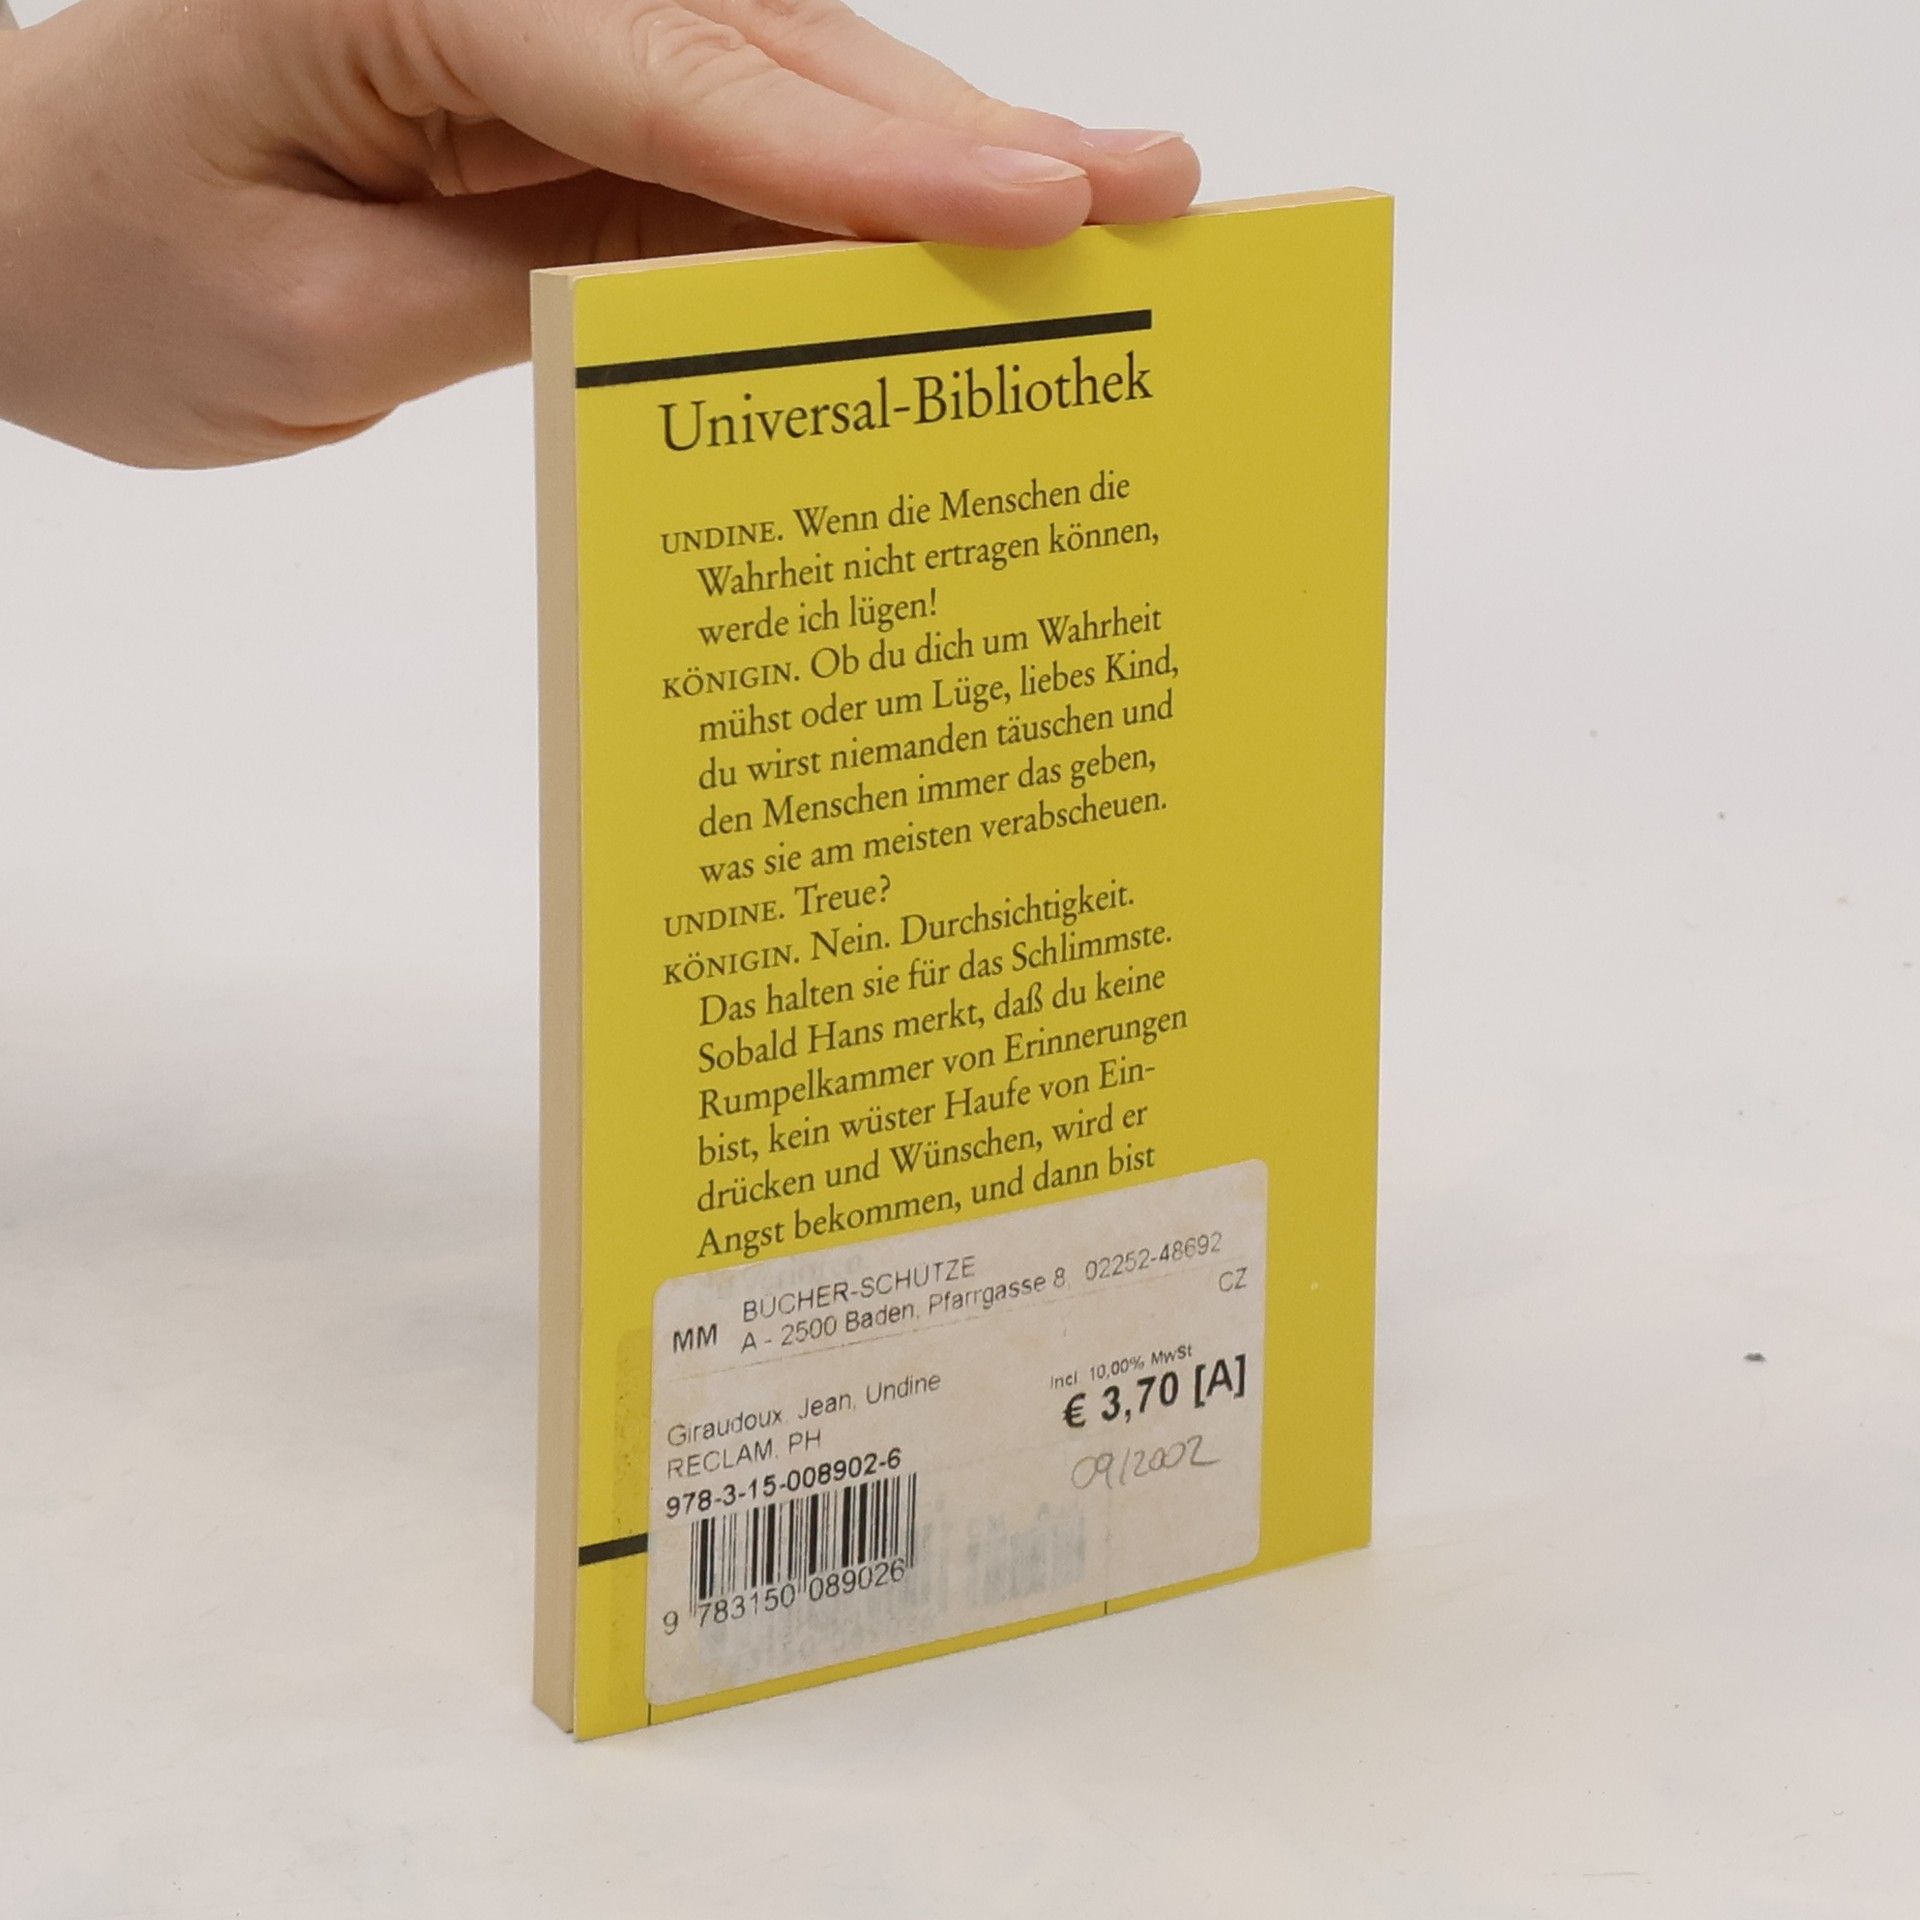 Universal-Bibliothek
UNDINE. Wenn die Menschen die
Wahrheit nicht ertragen können,
werde ich lügen!
KÖNIGIN. Ob du dich um Wahrheit
mühst oder um Lüge, liebes Kind,
du wirst niemanden täuschen und
den Menschen immer das geben,
was sie am meisten verabscheuen.
UNDINE. Treue?
KÖNIGIN. Nein. Durchsichtigkeit.
Das halten sie für das Schlimmste.
Sobald Hans merkt, daß du keine
Rumpelkammer von Erinnerungen
bist, kein wüster Haufe von Ein-
drücken und Wünschen, wird er
Angst bekommen, und dann bist
BÜCHER-SCHÜTZE
MM A - 2500 Baden, Pfarrgasse 8, 02252-48692
CZ
Giraudoux, Jean, Undine
RECLAM, PH
978-3-15-008902-6
Incl. 10,00% MwSt
€ 3,70 [A]
09/2002
9 783150 089026